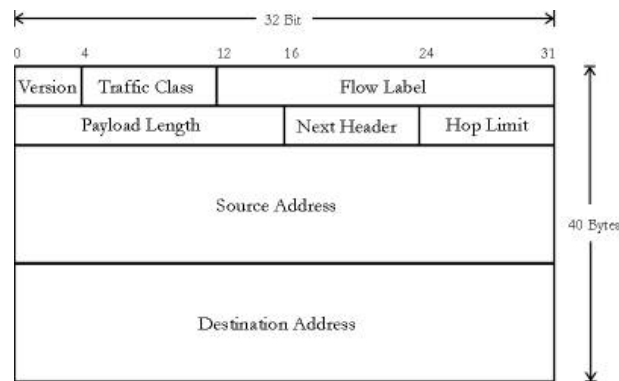 32 Bit
0 4 12 16 24 31
Version Traffic Class Flow Label
Payload Length Next Header Hop Limit
Source Address
40 Bytes
Destination Address